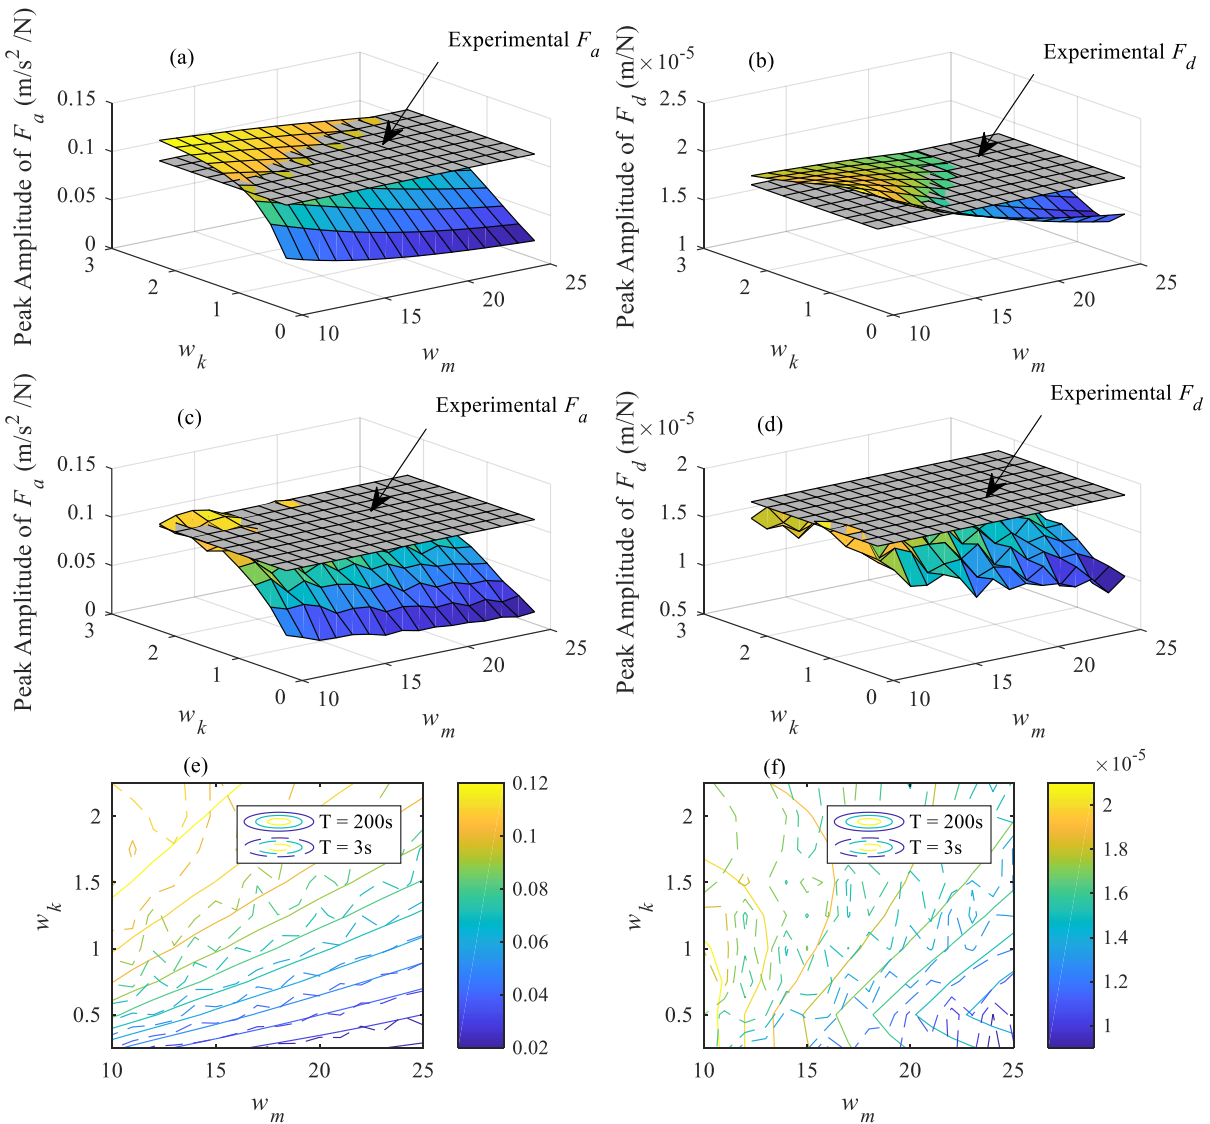 (a)
Experimental F_a
Peak Amplitude of F_a (m/s^2 /N)
0.15
0.1
0.05
0
3
2
1
0
10
15
20
25
w_k
w_m
(b)
Experimental F_d
Peak Amplitude of F_d (m/N)
×10^-5
2.5
2
1.5
1
3
2
1
0
10
15
20
25
w_k
w_m
(c)
Experimental F_a
Peak Amplitude of F_a (m/s^2 /N)
0.15
0.1
0.05
0
3
2
1
0
10
15
20
25
w_k
w_m
(d)
Experimental F_d
Peak Amplitude of F_d (m/N)
×10^-5
2
1.5
1
0.5
3
2
1
0
10
15
20
25
w_k
w_m
(e)
T = 200s
T = 3s
2
1.5
1
0.5
w_k
10
15
20
25
w_m
0.12
0.1
0.08
0.06
0.04
0.02
(f)
T = 200s
T = 3s
2
1.5
1
0.5
w_k
10
15
20
25
w_m
×10^-5
2
1.8
1.6
1.4
1.2
1